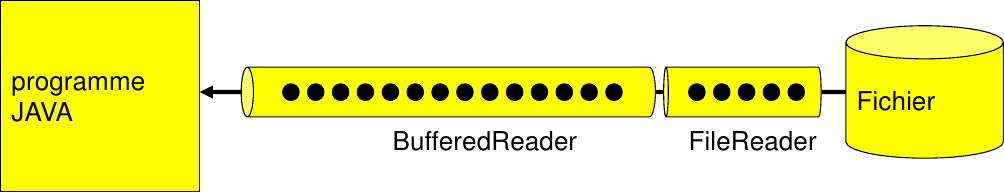 programme
JAVA
BufferedReader
FileReader
Fichier